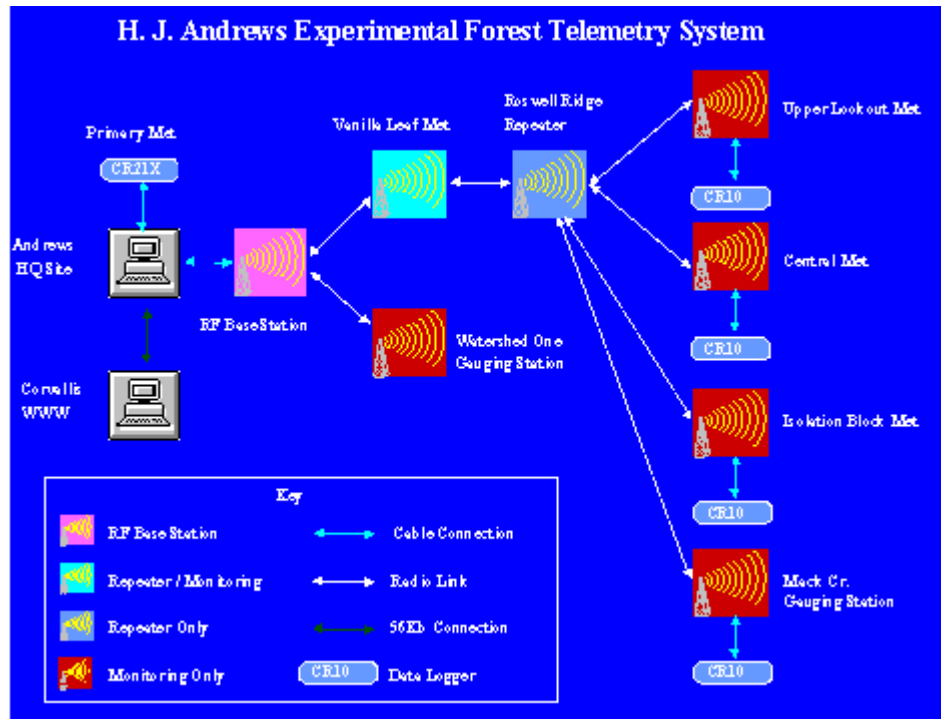 H. J. Andrews Experimental Forest Telemetry System
Primary Met
CR21X
Vanilla Leaf Met
Roswell Ridge
Repeater
Upper Lookout Met
CR10
Andrews
HQ Site
RF Base Station
Central Met
CR10
Watershed One
Gauging Station
Corvallis
WWW
Isolation Block Met
CR10
Mack Cr.
Gauging Station
CR10
Key
RF Base Station
Cable Connection
Repeater / Monitoring
Radio Link
Repeater Only
56Kb Connection
Monitoring Only
CR10
Data Logger